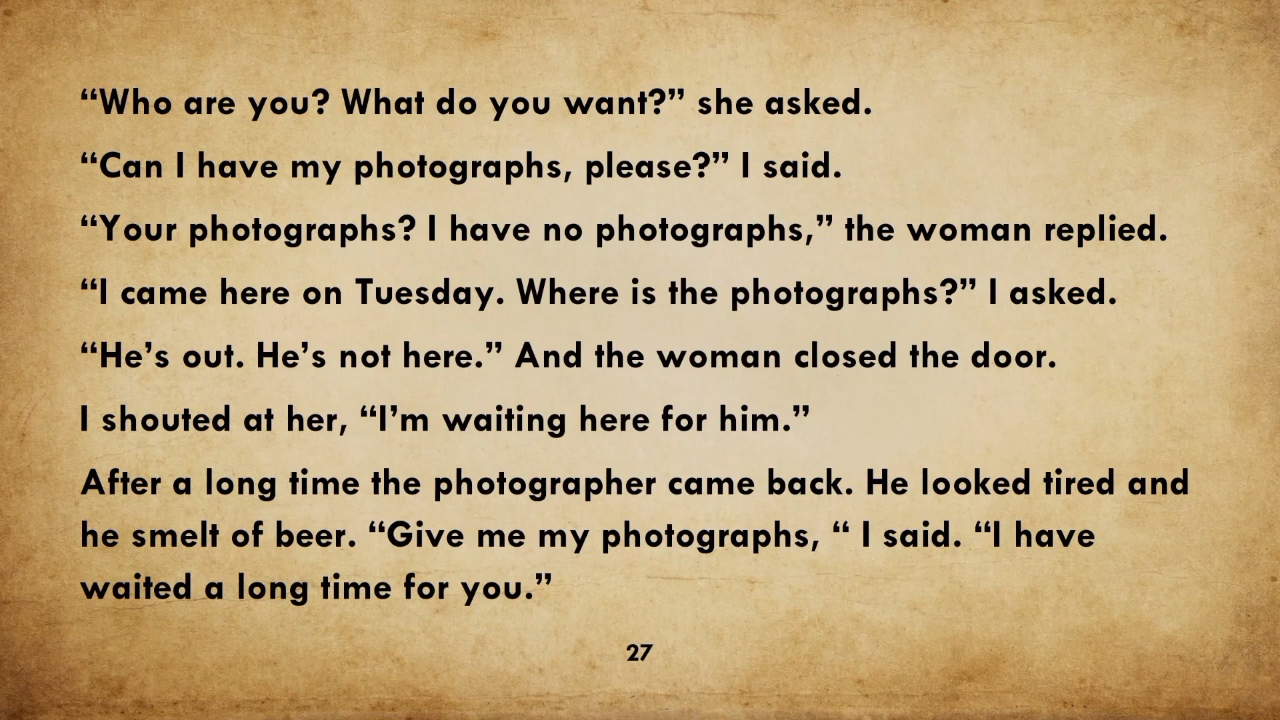 “Who are you? What do you want?” she asked.
“Can I have my photographs, please?” I said.
“Your photographs? I have no photographs,” the woman replied.
“I came here on Tuesday. Where is the photographs?” I asked.
“He’s out. He’s not here.” And the woman closed the door.
I shouted at her, “I’m waiting here for him.”
After a long time the photographer came back. He looked tired and
he smelt of beer. “Give me my photographs, “ I said. “I have
waited a long time for you.”
27